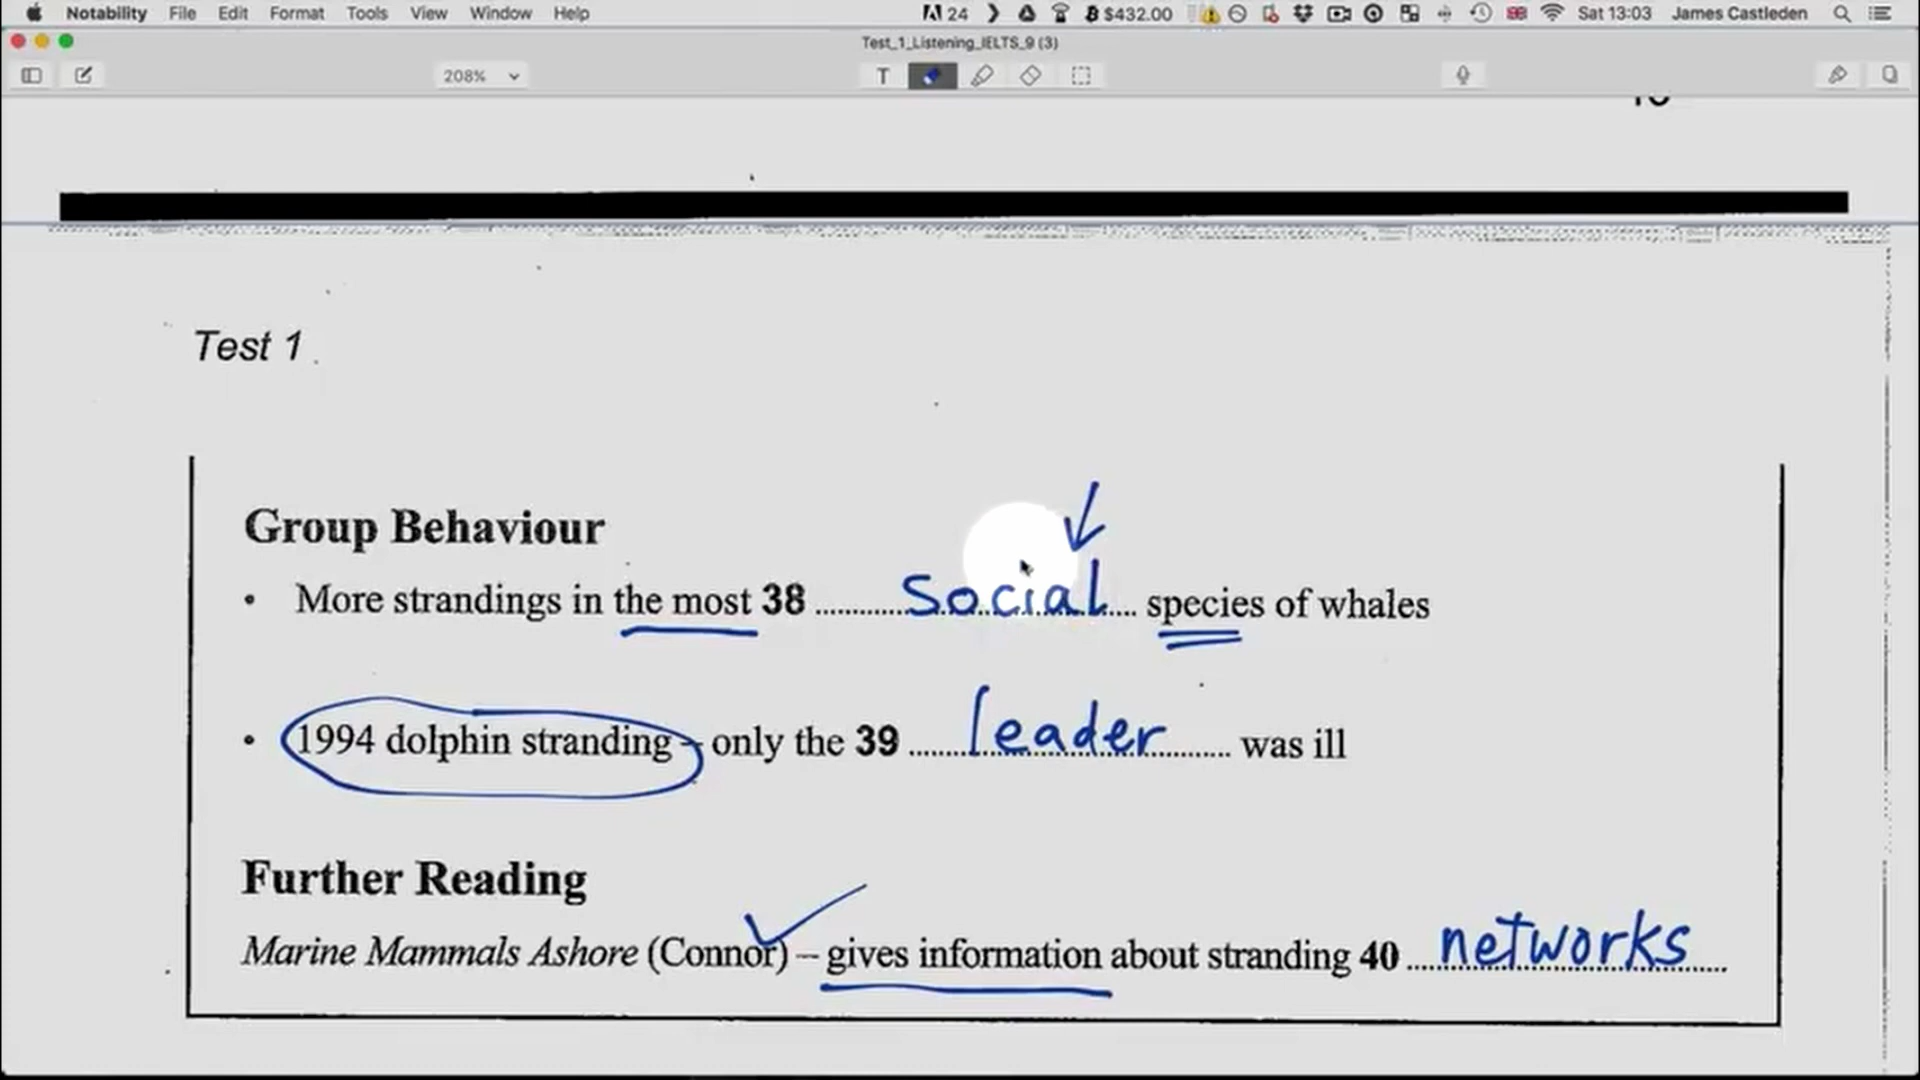 Notability File Edit Format Tools View Window Help 24 $432.00 Sat 13:03 James Castleden
Test_1_Listening_IELTS_9 (3)
208% T
Test 1
Group Behaviour
• More strandings in the most 38 .......... social .... species of whales
• 1994 dolphin stranding – only the 39 ........ leader ........ was ill
Further Reading
Marine Mammals Ashore (Connor) – gives information about stranding 40 .... networks ....